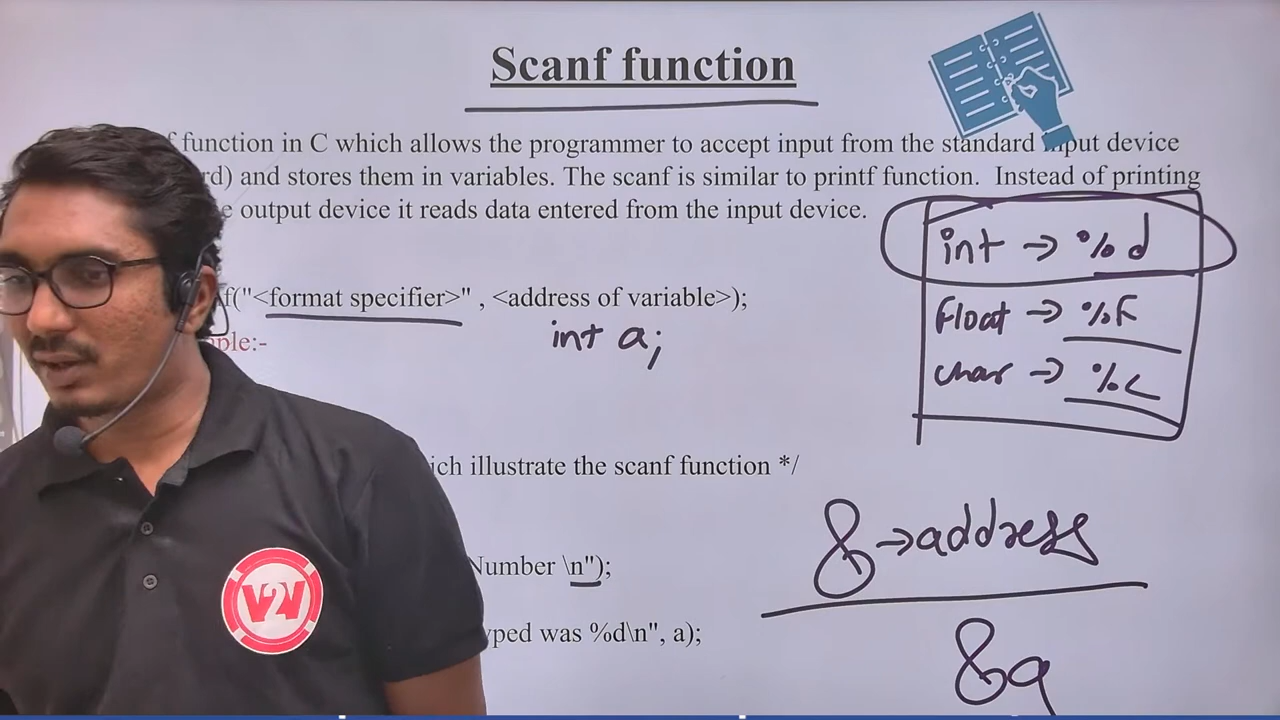 Scanf function
function in C which allows the programmer to accept input from the standard input device
rd) and stores them in variables. The scanf is similar to printf function. Instead of printing
e output device it reads data entered from the input device.
int → %d
f("<format specifier>" , <address of variable>);
float → %f
int a;
ple:-
char → %c
ich illustrate the scanf function */
& → address
Number \n");
yped was %d\n", a);
&a
V2V